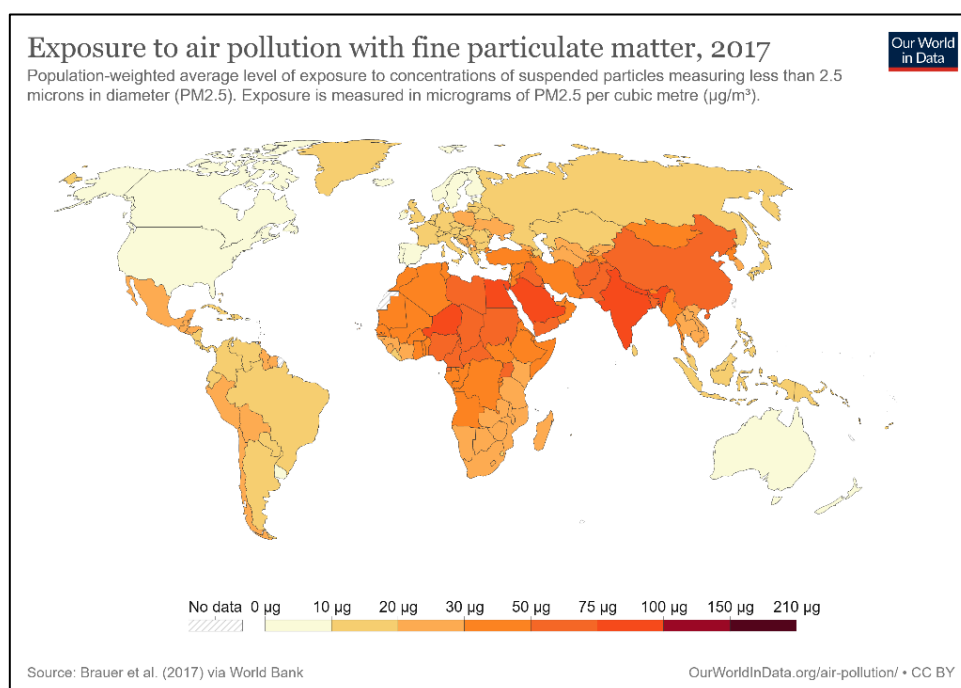 Exposure to air pollution with fine particulate matter, 2017
Our World
in Data
Population-weighted average level of exposure to concentrations of suspended particles measuring less than 2.5
microns in diameter (PM2.5). Exposure is measured in micrograms of PM2.5 per cubic metre (µg/m³).
No data 0 µg 10 µg 20 µg 30 µg 50 µg 75 µg 100 µg 150 µg 210 µg
Source: Brauer et al. (2017) via World Bank
OurWorldInData.org/air-pollution/ • CC BY